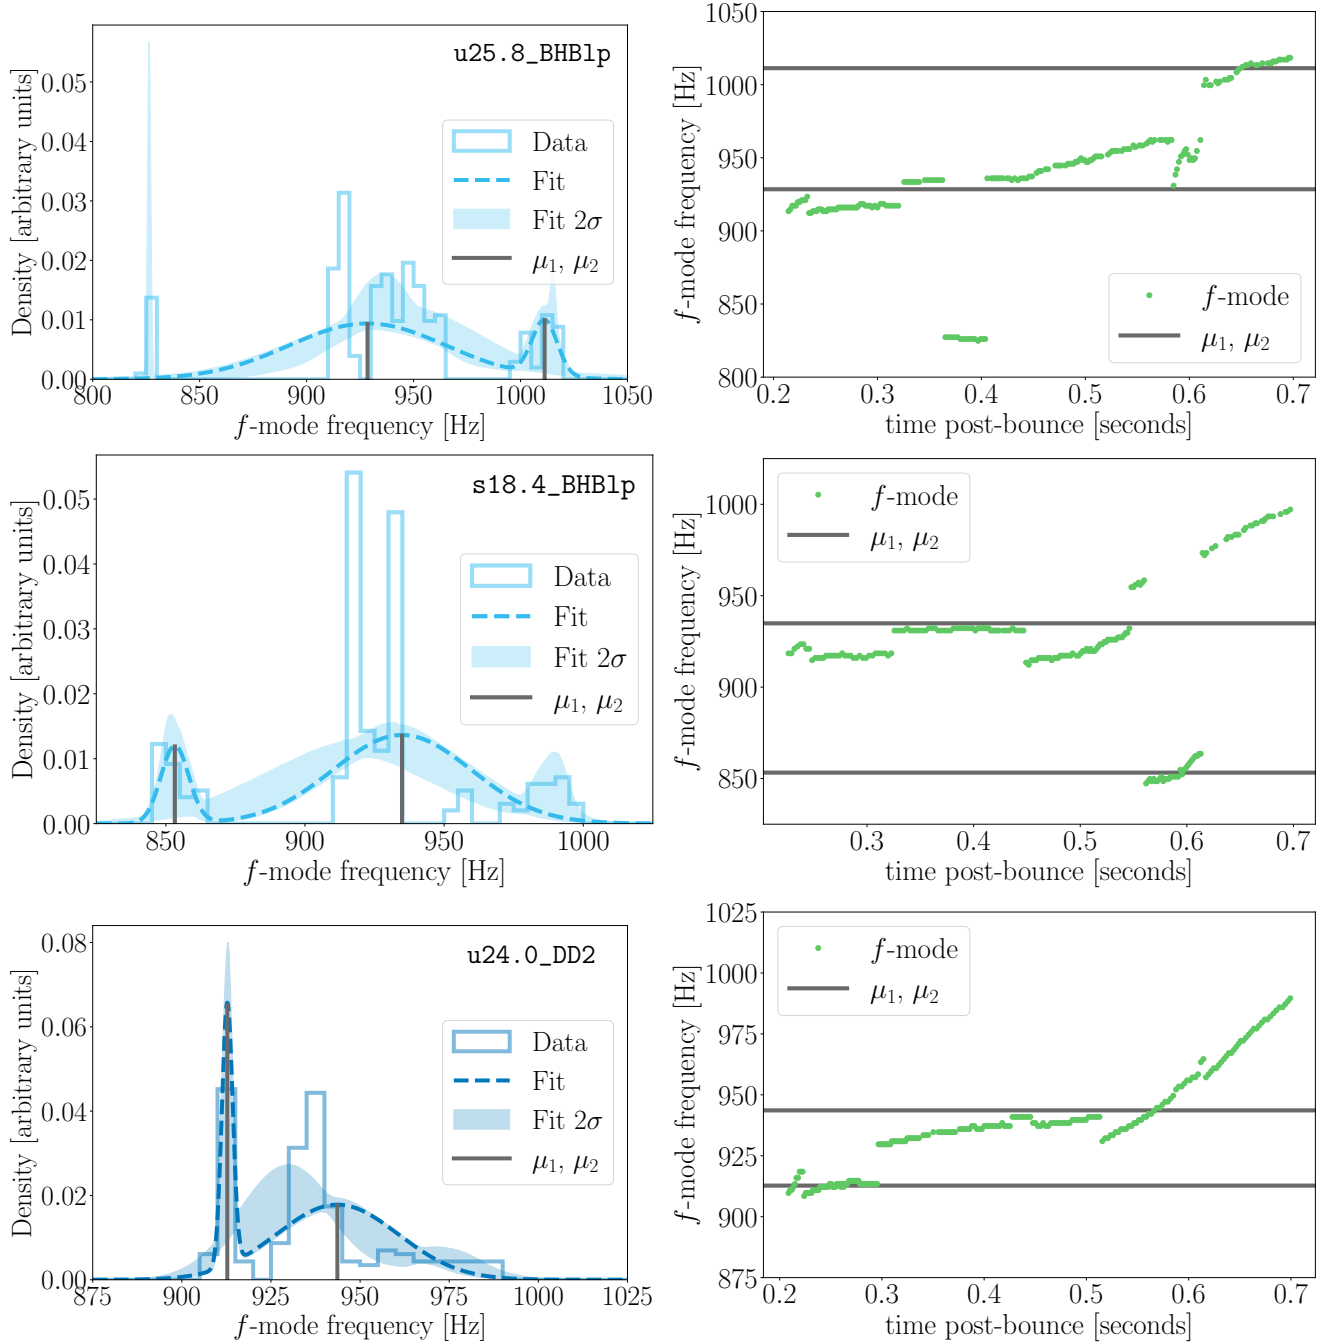 u25.8_BHBlp
Density [arbitrary units]
0.05
0.04
0.03
0.02
0.01
0.00
Data
Fit
Fit 2σ
μ₁, μ₂
800 850 900 950 1000 1050
f-mode frequency [Hz]
f-mode frequency [Hz]
1050
1000
950
900
850
800
f-mode
μ₁, μ₂
0.2 0.3 0.4 0.5 0.6 0.7
time post-bounce [seconds]
s18.4_BHBlp
Density [arbitrary units]
0.05
0.04
0.03
0.02
0.01
0.00
Data
Fit
Fit 2σ
μ₁, μ₂
850 900 950 1000
f-mode frequency [Hz]
f-mode frequency [Hz]
1000
950
900
850
f-mode
μ₁, μ₂
0.3 0.4 0.5 0.6 0.7
time post-bounce [seconds]
u24.0_DD2
Density [arbitrary units]
0.08
0.06
0.04
0.02
0.00
Data
Fit
Fit 2σ
μ₁, μ₂
875 900 925 950 975 1000 1025
f-mode frequency [Hz]
f-mode frequency [Hz]
1025
1000
975
950
925
900
875
f-mode
μ₁, μ₂
0.2 0.3 0.4 0.5 0.6 0.7
time post-bounce [seconds]